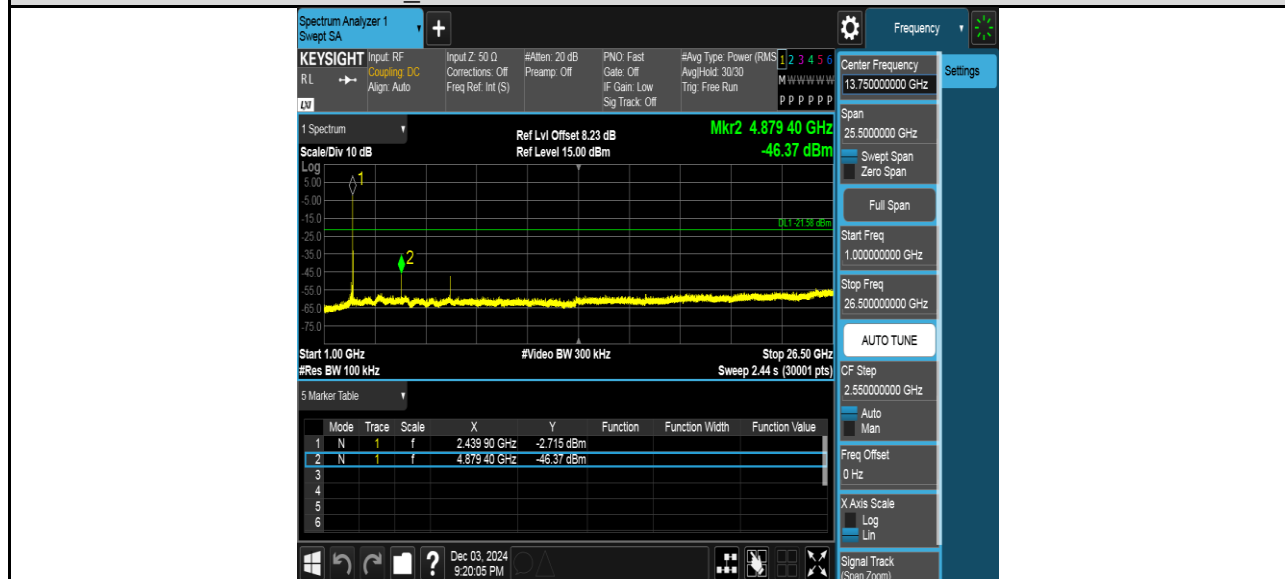 Spectrum Analyzer 1
Swept SA
+
Frequency
KEYSIGHT
RL
LXI
Input: RF
Coupling: DC
Align: Auto
Input Z: 50 Ω
Corrections: Off
Freq Ref: Int (S)
#Atten: 20 dB
Preamp: Off
PNO: Fast
Gate: Off
IF Gain: Low
Sig Track: Off
#Avg Type: Power (RMS
Avg|Hold: 30/30
Trig: Free Run
1 2 3 4 5 6
M W W W W W
P P P P P P
1 Spectrum
Scale/Div 10 dB
Ref Lvl Offset 8.23 dB
Ref Level 15.00 dBm
Mkr2 4.879 40 GHz
-46.37 dBm
Log
5.00
-5.00
-15.0
-25.0
-35.0
-45.0
-55.0
-65.0
-75.0
1
2
DL1 -21.58 dBm
Start 1.00 GHz
#Res BW 100 kHz
#Video BW 300 kHz
Stop 26.50 GHz
Sweep 2.44 s (30001 pts)
5 Marker Table
Mode Trace Scale X Y Function Function Width Function Value
1 N 1 f 2.439 90 GHz -2.715 dBm
2 N 1 f 4.879 40 GHz -46.37 dBm
3
4
5
6
?
Dec 03, 2024
9:20:05 PM
Center Frequency
13.750000000 GHz
Settings
Span
25.5000000 GHz
Swept Span
Zero Span
Full Span
Start Freq
1.000000000 GHz
Stop Freq
26.500000000 GHz
AUTO TUNE
CF Step
2.550000000 GHz
Auto
Man
Freq Offset
0 Hz
X Axis Scale
Log
Lin
Signal Track
(Span Zoom)